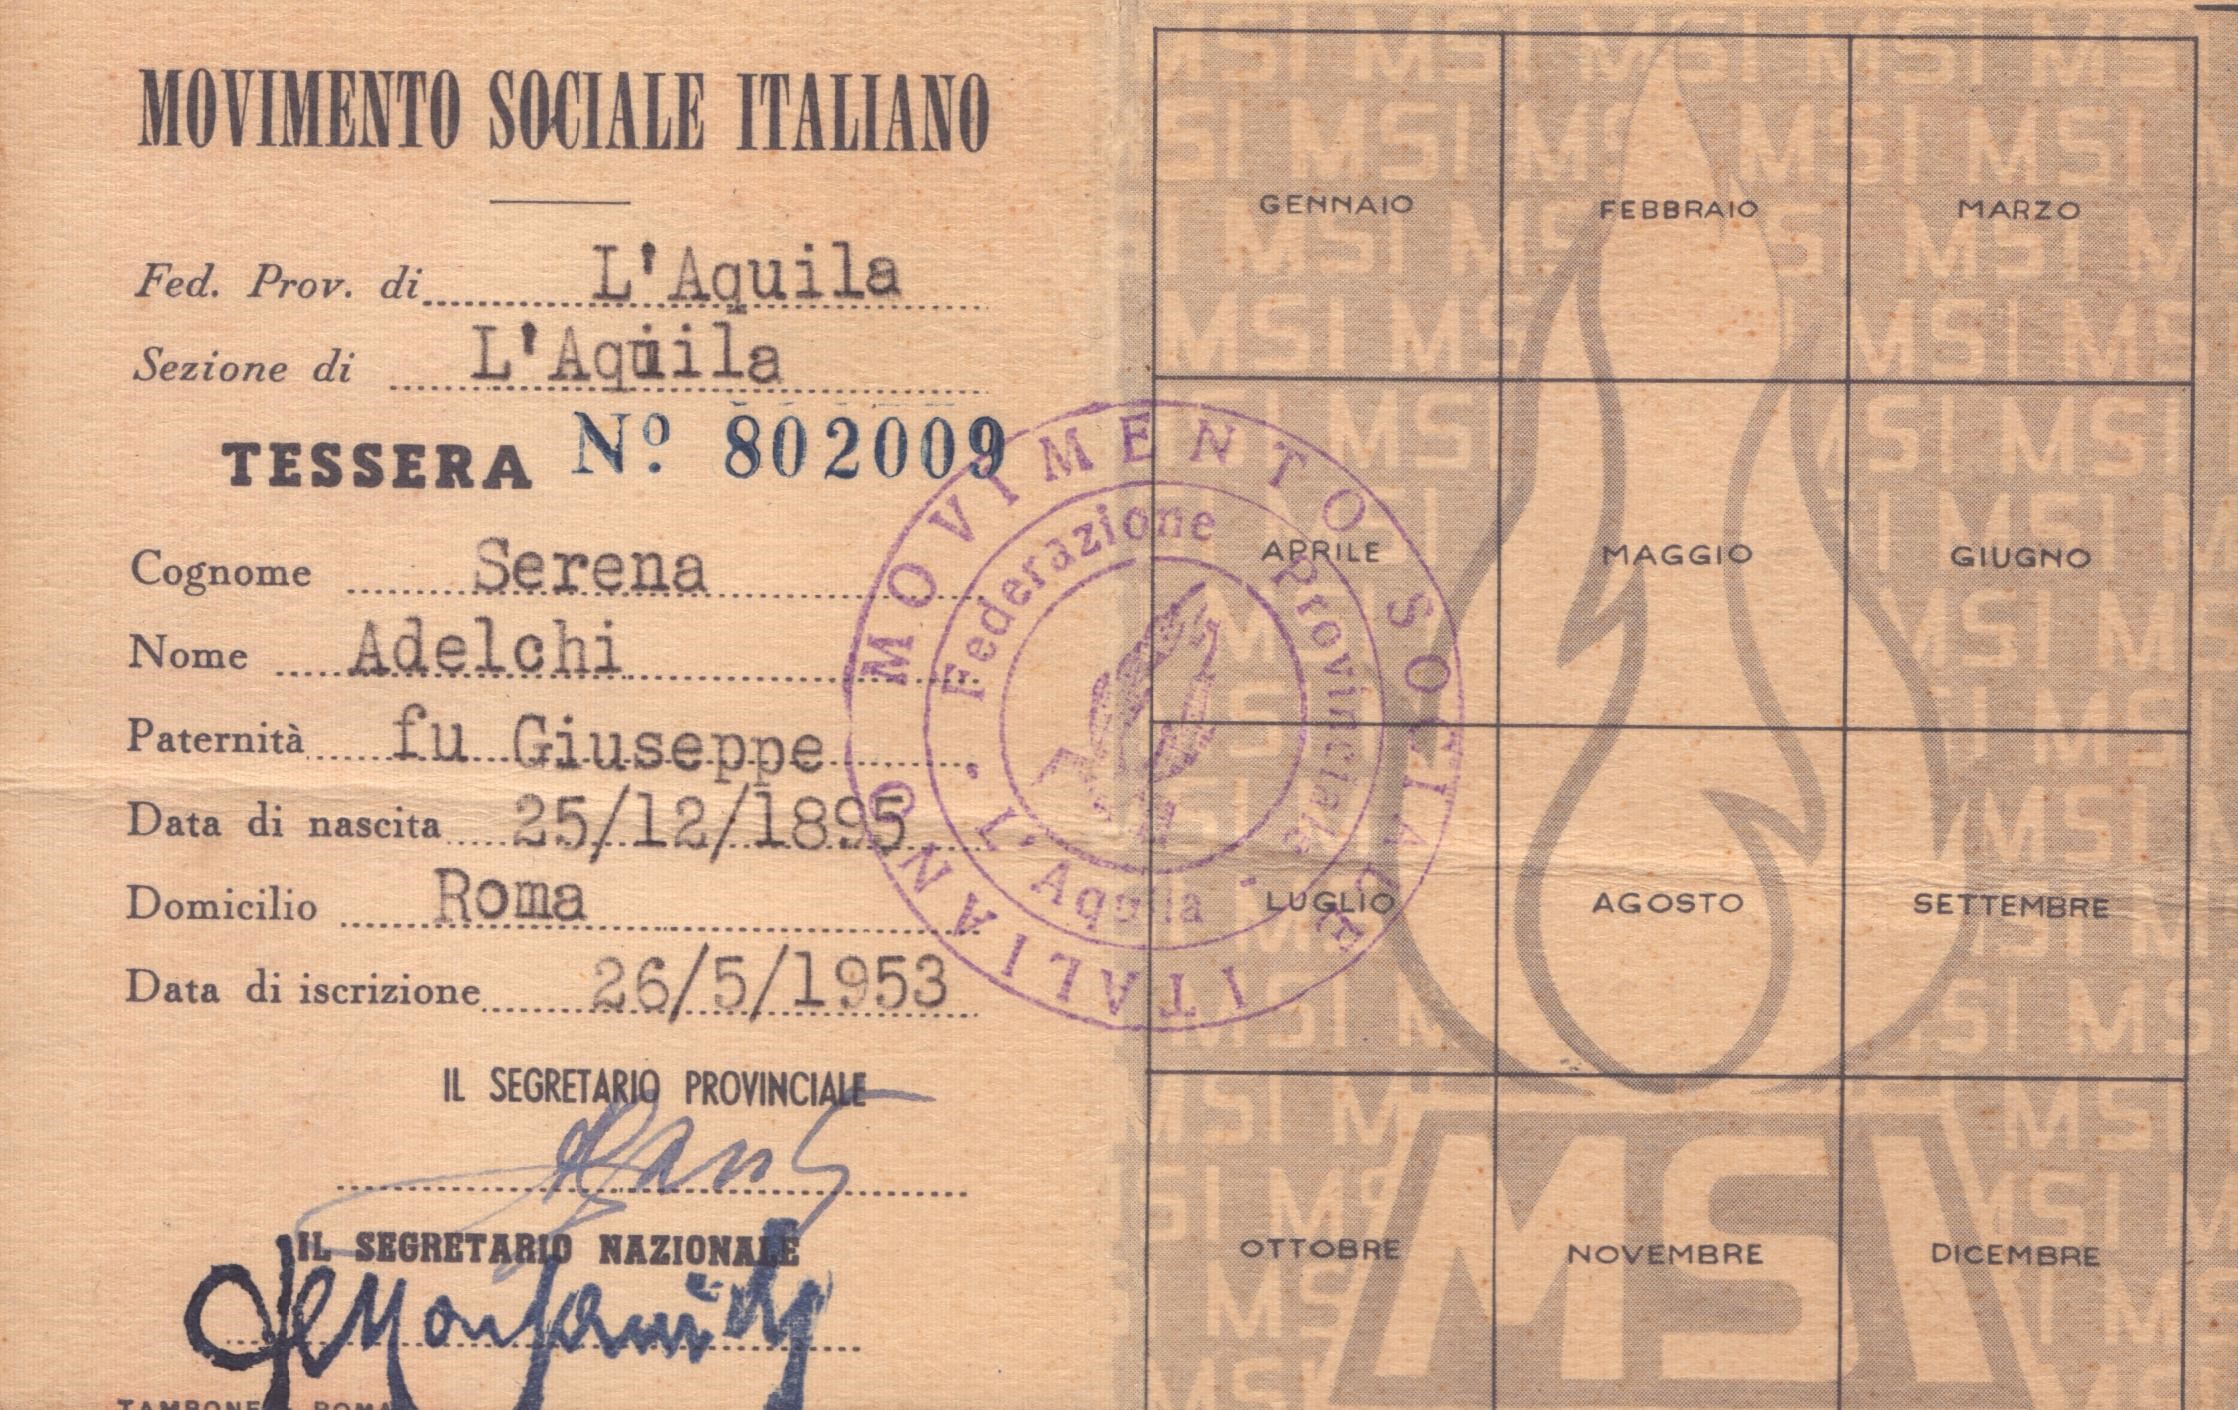 MOVIMENTO SOCIALE ITALIANO
Fed. Prov. di L'Aquila
Sezione di L'Aquila
TESSERA Nº. 802009
Cognome Serena
Nome Adelchi
Paternità fu Giuseppe
Data di nascita 25/12/1895
Domicilio Roma
Data di iscrizione 26/5/1953
IL SEGRETARIO PROVINCIALE
IL SEGRETARIO NAZIONALE
TAMBONE - ROMA
MOVIMENTO SOCIALE ITALIANO
Federazione Provinciale
L'Aquila
GENNAIO FEBBRAIO MARZO
APRILE MAGGIO GIUGNO
LUGLIO AGOSTO SETTEMBRE
OTTOBRE NOVEMBRE DICEMBRE
MSI